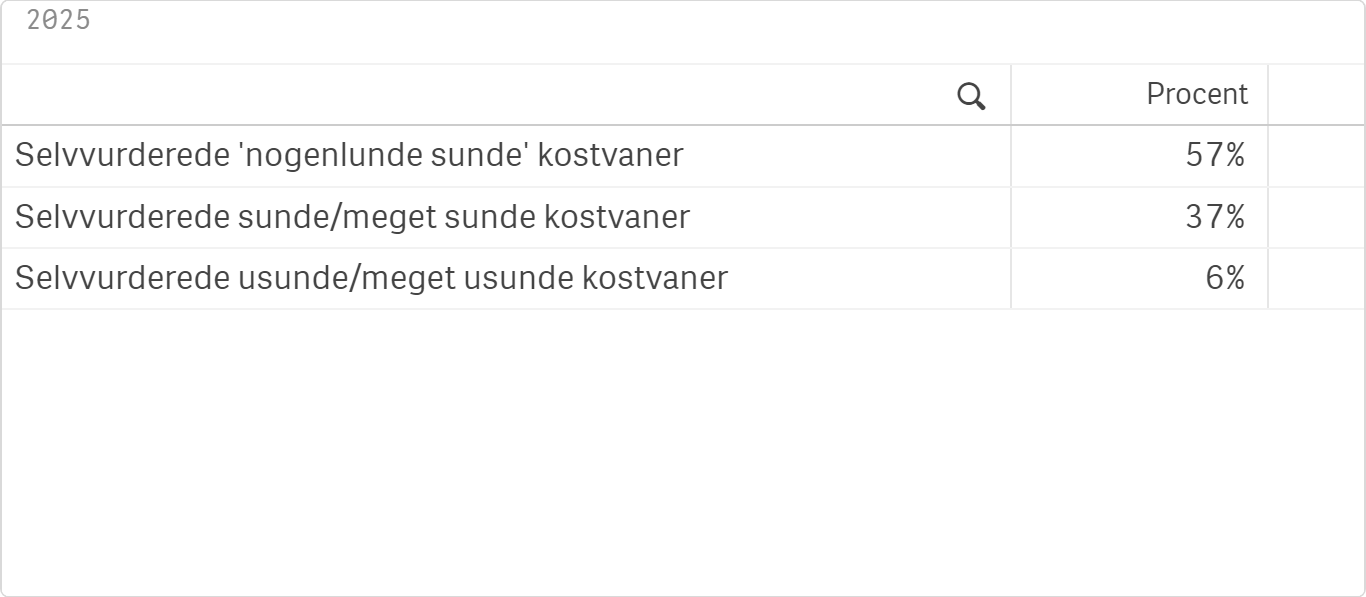 2025
Procent
Selvvurderede 'nogenlunde sunde' kostvaner 57%
Selvvurderede sunde/meget sunde kostvaner 37%
Selvvurderede usunde/meget usunde kostvaner 6%